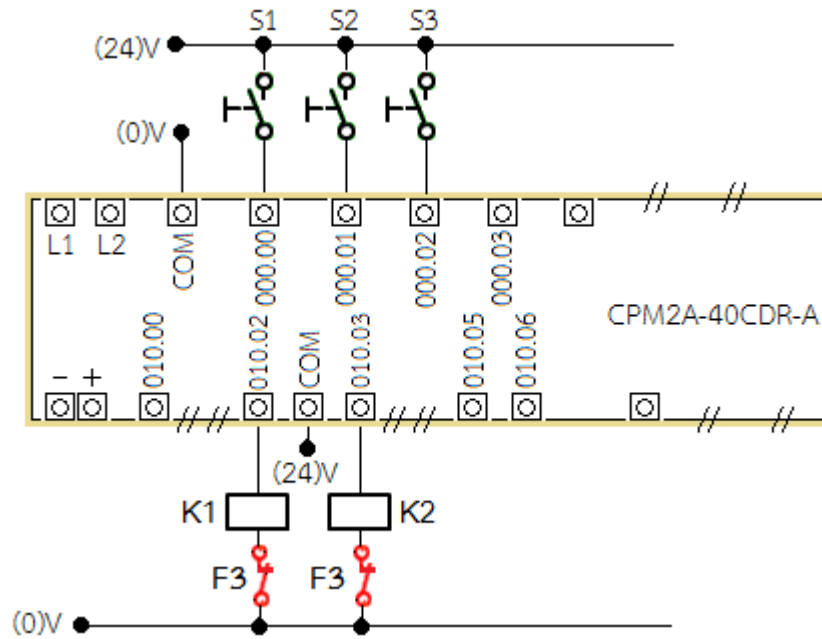 S1 S2 S3
(24)V
(0)V
L1 L2 COM 000.00 000.01 000.02 000.03
CPM2A-40CDR-A
- + 010.00 010.02 COM 010.03 010.05 010.06
(24)V
K1 K2
F3 F3
(0)V